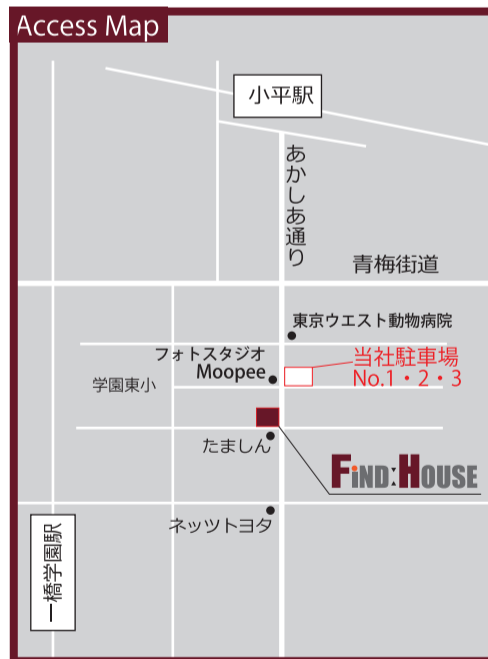 Access Map
小平駅
あかしあ通り
青梅街道
東京ウエスト動物病院
フォトスタジオ
Moopee
当社駐車場
No.1・2・3
学園東小
たましん
FIND:HOUSE
ネッツトヨタ
一橋学園駅